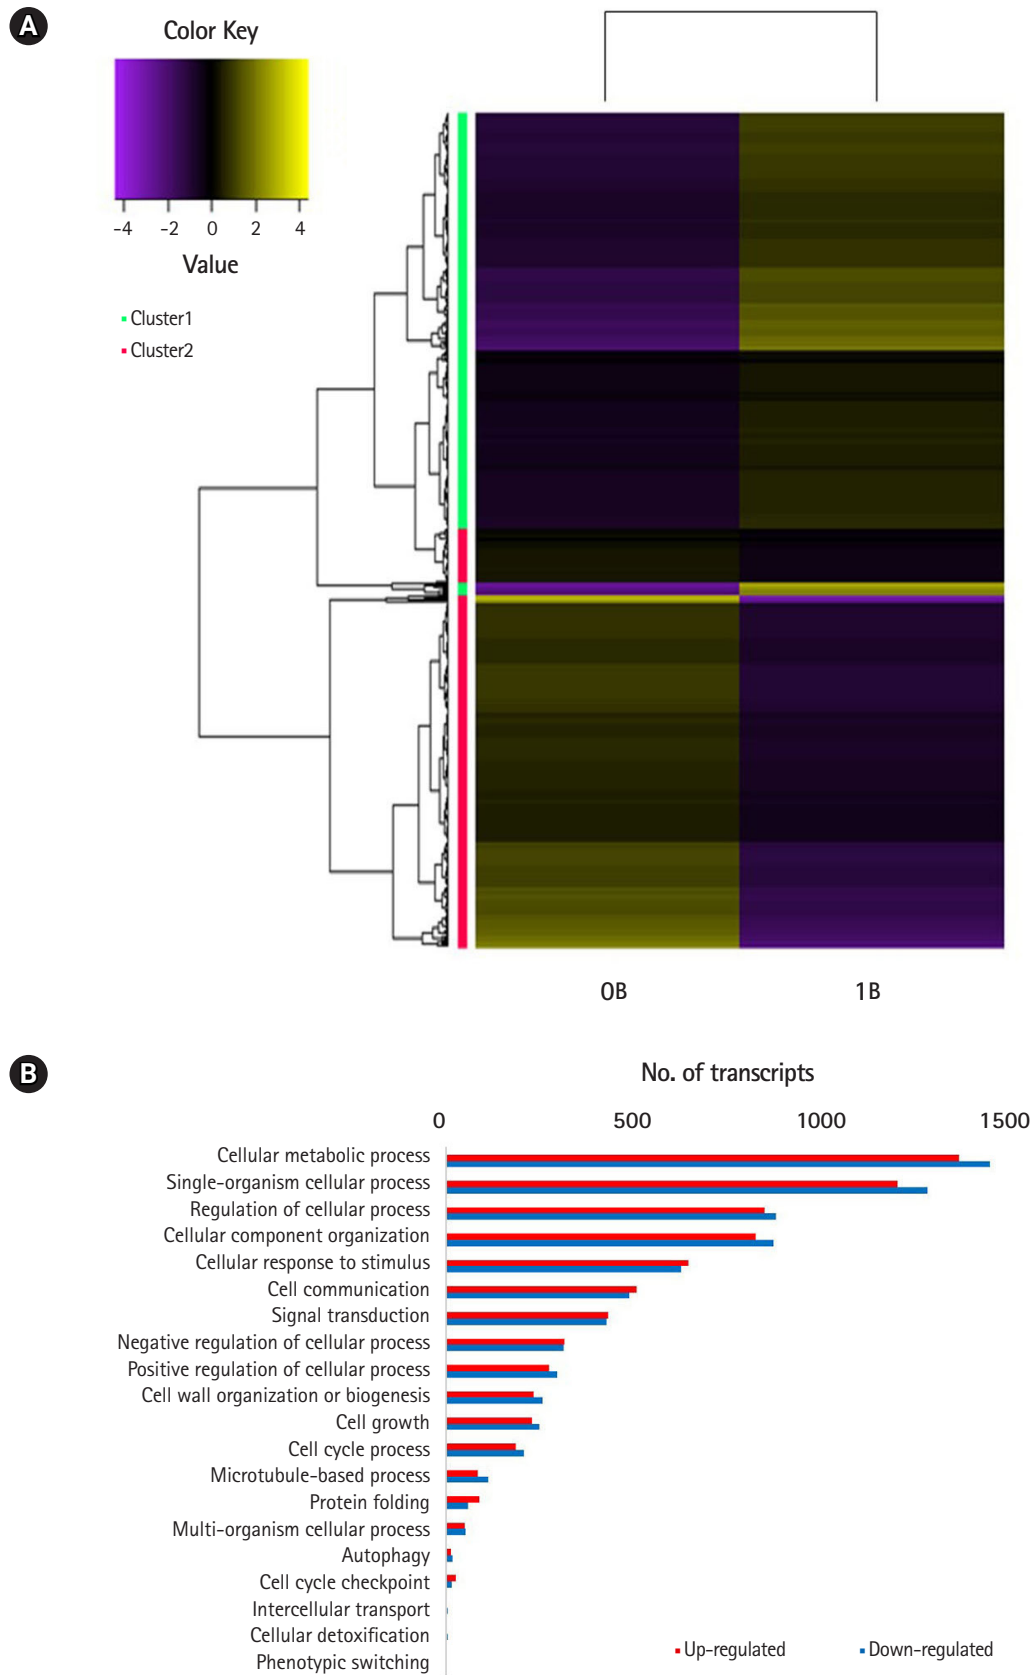 A
Color Key
-4 -2 0 2 4
Value
Cluster1
Cluster2
0B 1B
B
No. of transcripts
0 500 1000 1500
Cellular metabolic process
Single-organism cellular process
Regulation of cellular process
Cellular component organization
Cellular response to stimulus
Cell communication
Signal transduction
Negative regulation of cellular process
Positive regulation of cellular process
Cell wall organization or biogenesis
Cell growth
Cell cycle process
Microtubule-based process
Protein folding
Multi-organism cellular process
Autophagy
Cell cycle checkpoint
Intercellular transport
Cellular detoxification
Phenotypic switching
Up-regulated Down-regulated